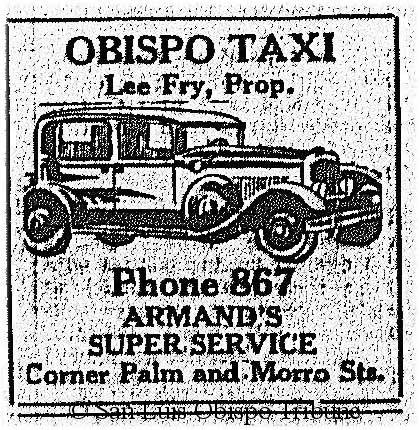 OBISPO TAXI
Lee Fry, Prop.
Phone 867
ARMAND'S
SUPER SERVICE
Corner Palm and Morro Sts.
© San Luis Obispo Tribune